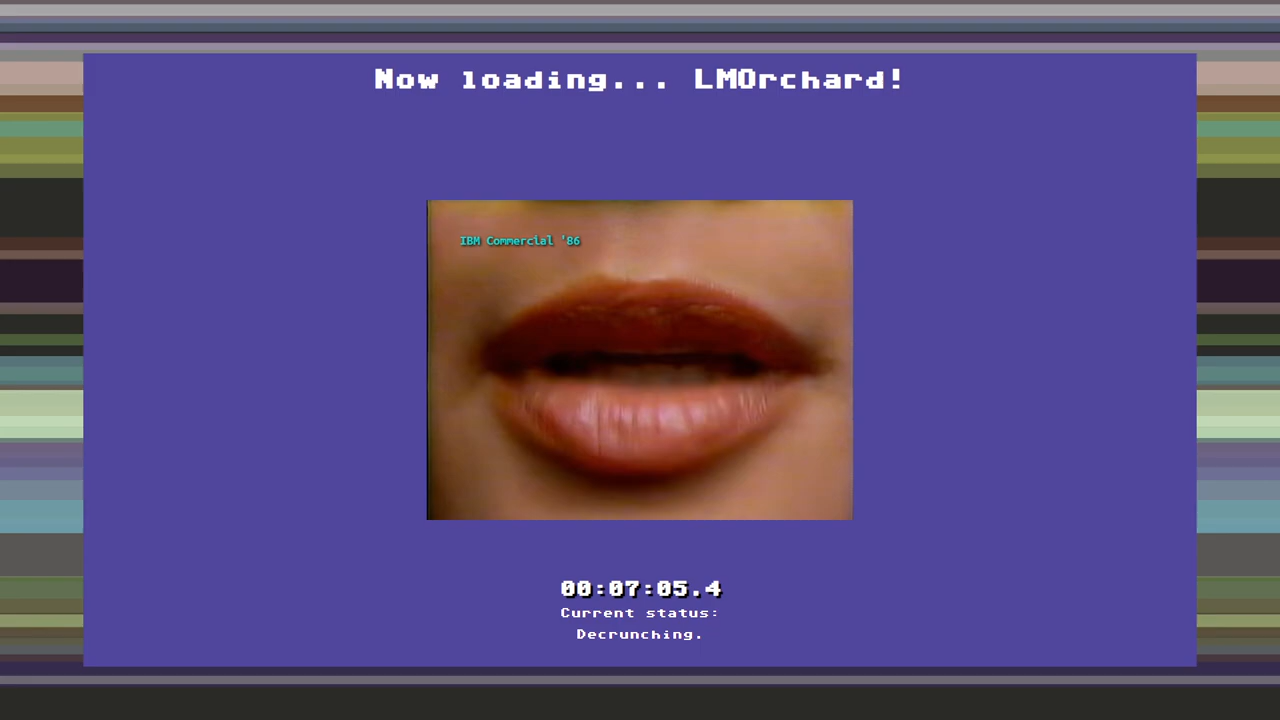 Now loading... LMOrchard!
IBM Commercial '86
00:07:05.4
Current status:
Decrunching.